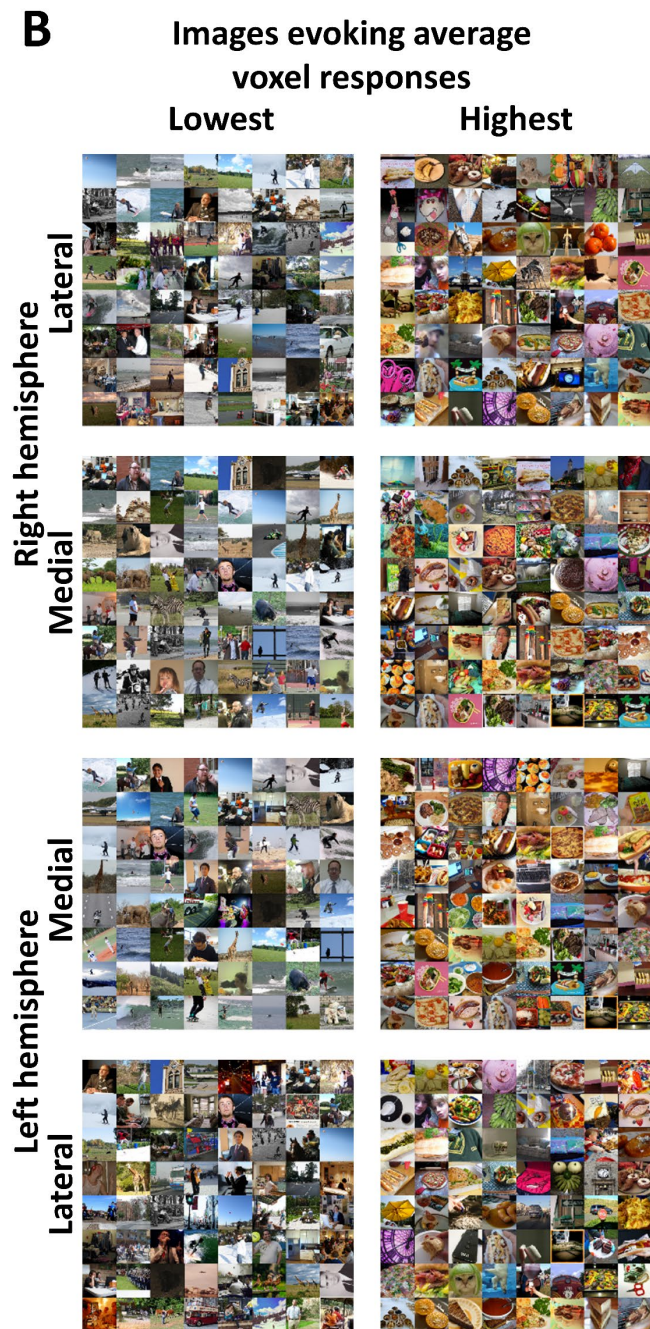 B
Images evoking average
voxel responses
Lowest
Highest
Right hemisphere
Lateral
Medial
Left hemisphere
Medial
Lateral